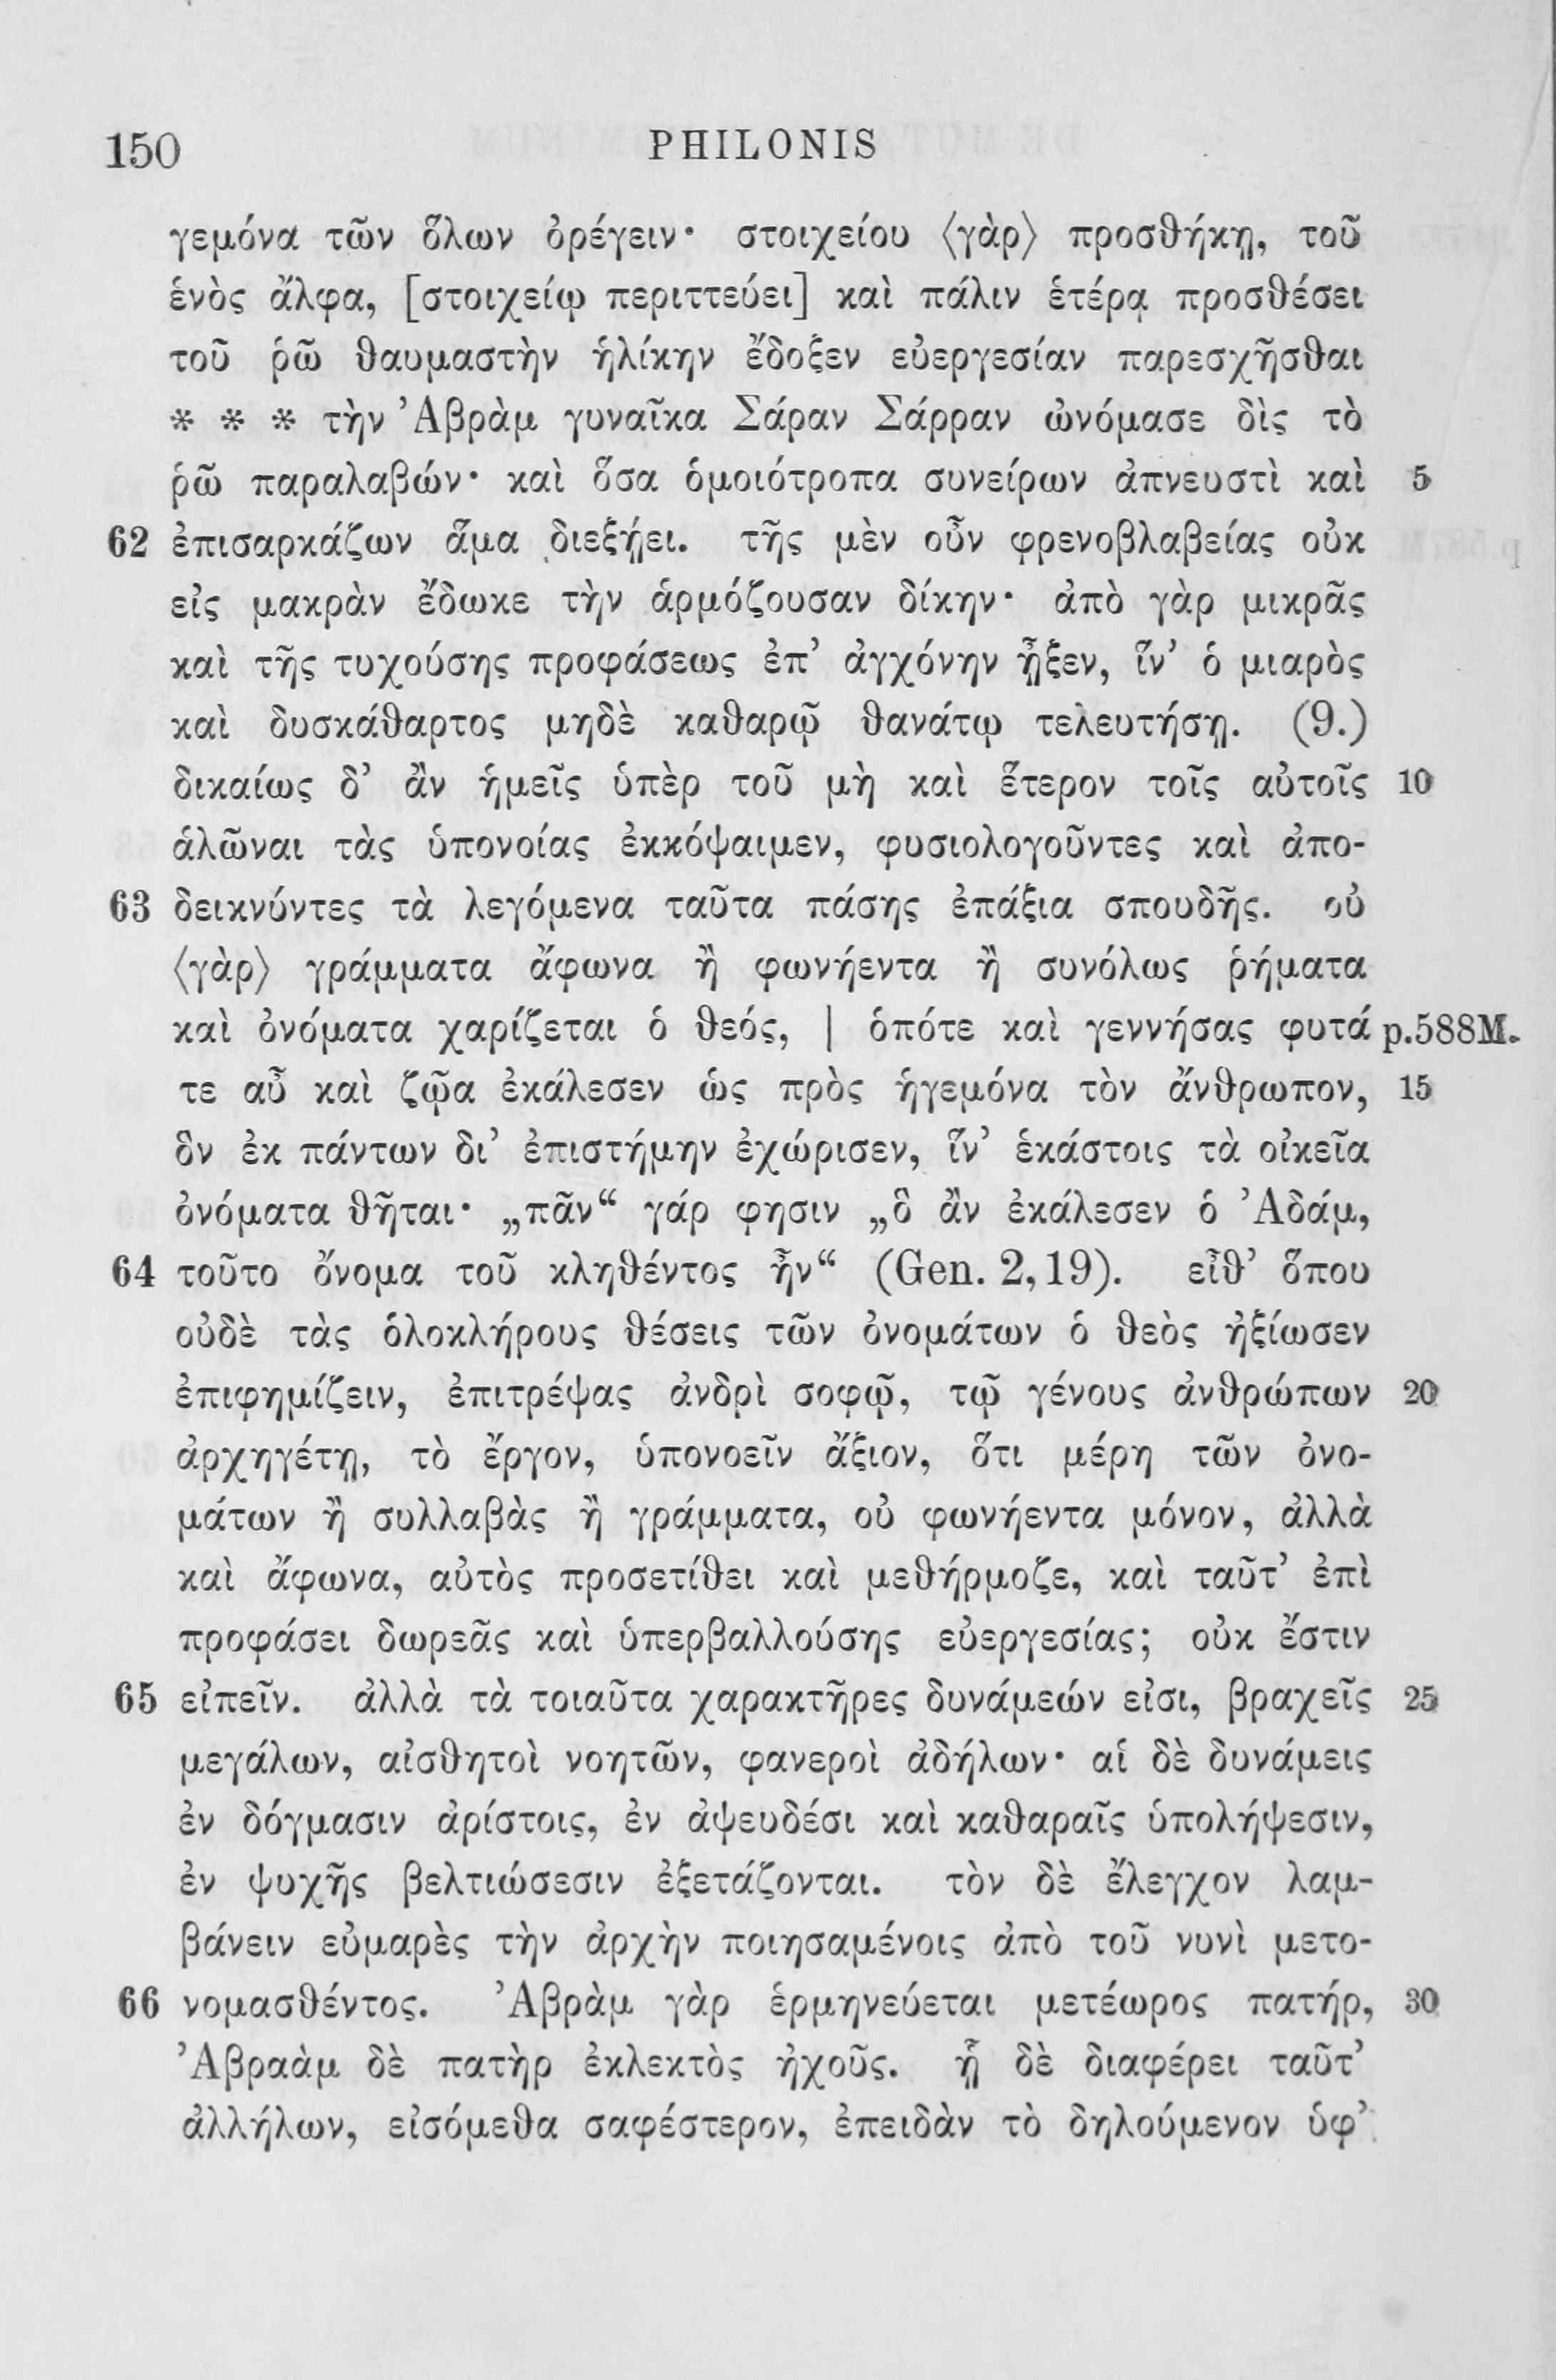 150 PHILONIS
γεμόνα τῶν ὅλων ὀρέγειν· στοιχείου ⟨γὰρ⟩ προσθήκῃ, τοῦ
ἑνὸς ἄλφα, [στοιχείῳ περιττεύει] καὶ πάλιν ἑτέρᾳ προσθέσει
τοῦ ῥῶ θαυμαστὴν ἡλίκην ἔδοξεν εὐεργεσίαν παρεσχῆσθαι
* * * τὴν Ἀβρὰμ γυναῖκα Σάραν Σάρραν ὠνόμασε δὶς τὸ
ῥῶ παραλαβών· καὶ ὅσα ὁμοιότροπα συνείρων ἀπνευστὶ καὶ 5
62 ἐπισαρκάζων ἅμα διεξῄει. τῆς μὲν οὖν φρενοβλαβείας οὐκ
εἰς μακρὰν ἔδωκε τὴν ἁρμόζουσαν δίκην· ἀπὸ γὰρ μικρᾶς
καὶ τῆς τυχούσης προφάσεως ἐπ’ ἀγχόνην ᾖξεν, ἵν’ ὁ μιαρὸς
καὶ δυσκάθαρτος μηδὲ καθαρῷ θανάτῳ τελευτήσῃ. (9.)
δικαίως δ’ ἂν ἡμεῖς ὑπὲρ τοῦ μὴ καὶ ἕτερον τοῖς αὐτοῖς 10
ἁλῶναι τὰς ὑπονοίας ἐκκόψαιμεν, φυσιολογοῦντες καὶ ἀπο-
63 δεικνύντες τὰ λεγόμενα ταῦτα πάσης ἐπάξια σπουδῆς. οὐ
⟨γὰρ⟩ γράμματα ἄφωνα ἢ φωνήεντα ἢ συνόλως ῥήματα
καὶ ὀνόματα χαρίζεται ὁ θεός, | ὁπότε καὶ γεννήσας φυτά p.588M.
τε αὖ καὶ ζῷα ἐκάλεσεν ὡς πρὸς ἡγεμόνα τὸν ἄνθρωπον, 15
ὃν ἐκ πάντων δι’ ἐπιστήμην ἐχώρισεν, ἵν’ ἑκάστοις τὰ οἰκεῖα
ὀνόματα θῆται· „πᾶν“ γάρ φησιν „ὃ ἂν ἐκάλεσεν ὁ Ἀδάμ,
64 τοῦτο ὄνομα τοῦ κληθέντος ἦν“ (Gen. 2, 19). εἶθ’ ὅπου
οὐδὲ τὰς ὁλοκλήρους θέσεις τῶν ὀνομάτων ὁ θεὸς ἠξίωσεν
ἐπιφημίζειν, ἐπιτρέψας ἀνδρὶ σοφῷ, τῷ γένους ἀνθρώπων 20
ἀρχηγέτῃ, τὸ ἔργον, ὑπονοεῖν ἄξιον, ὅτι μέρη τῶν ὀνο-
μάτων ἢ συλλαβὰς ἢ γράμματα, οὐ φωνήεντα μόνον, ἀλλὰ
καὶ ἄφωνα, αὐτὸς προσετίθει καὶ μεθήρμοζε, καὶ ταῦτ’ ἐπὶ
προφάσει δωρεᾶς καὶ ὑπερβαλλούσης εὐεργεσίας; οὐκ ἔστιν
65 εἰπεῖν. ἀλλὰ τὰ τοιαῦτα χαρακτῆρες δυνάμεών εἰσι, βραχεῖς 25
μεγάλων, αἰσθητοὶ νοητῶν, φανεροὶ ἀδήλων· αἱ δὲ δυνάμεις
ἐν δόγμασιν ἀρίστοις, ἐν ἀψευδέσι καὶ καθαραῖς ὑπολήψεσιν,
ἐν ψυχῆς βελτιώσεσιν ἐξετάζονται. τὸν δὲ ἔλεγχον λαμ-
βάνειν εὐμαρὲς τὴν ἀρχὴν ποιησαμένοις ἀπὸ τοῦ νυνὶ μετο-
66 νομασθέντος. Ἀβρὰμ γὰρ ἑρμηνεύεται μετέωρος πατήρ, 30
Ἀβραὰμ δὲ πατὴρ ἐκλεκτὸς ἠχοῦς. ᾗ δὲ διαφέρει ταῦτ’
ἀλλήλων, εἰσόμεθα σαφέστερον, ἐπειδὰν τὸ δηλούμενον ὑφ’